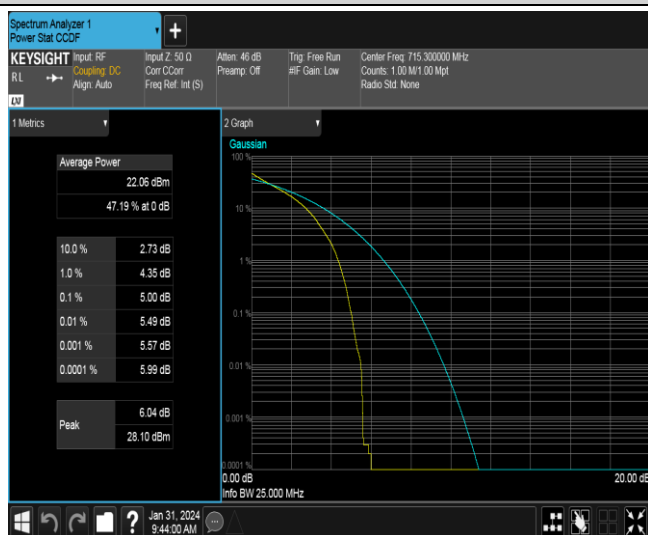 Spectrum Analyzer 1
Power Stat CCDF
KEYSIGHT
RL
LXI
Input: RF
Coupling: DC
Align: Auto
Input Z: 50 Ω
Corr CCorr
Freq Ref: Int (S)
Atten: 46 dB
Preamp: Off
Trig: Free Run
#IF Gain: Low
Center Freq: 715.300000 MHz
Counts: 1.00 M/1.00 Mpt
Radio Std: None
1 Metrics
Average Power
22.06 dBm
47.19 % at 0 dB
10.0 % 2.73 dB
1.0 % 4.35 dB
0.1 % 5.00 dB
0.01 % 5.49 dB
0.001 % 5.57 dB
0.0001 % 5.99 dB
Peak
6.04 dB
28.10 dBm
2 Graph
Gaussian
100 %
10 %
1 %
0.1 %
0.01 %
0.001 %
0.0001 %
0.00 dB 20.00 dB
Info BW 25.000 MHz
? Jan 31, 2024
9:44:00 AM